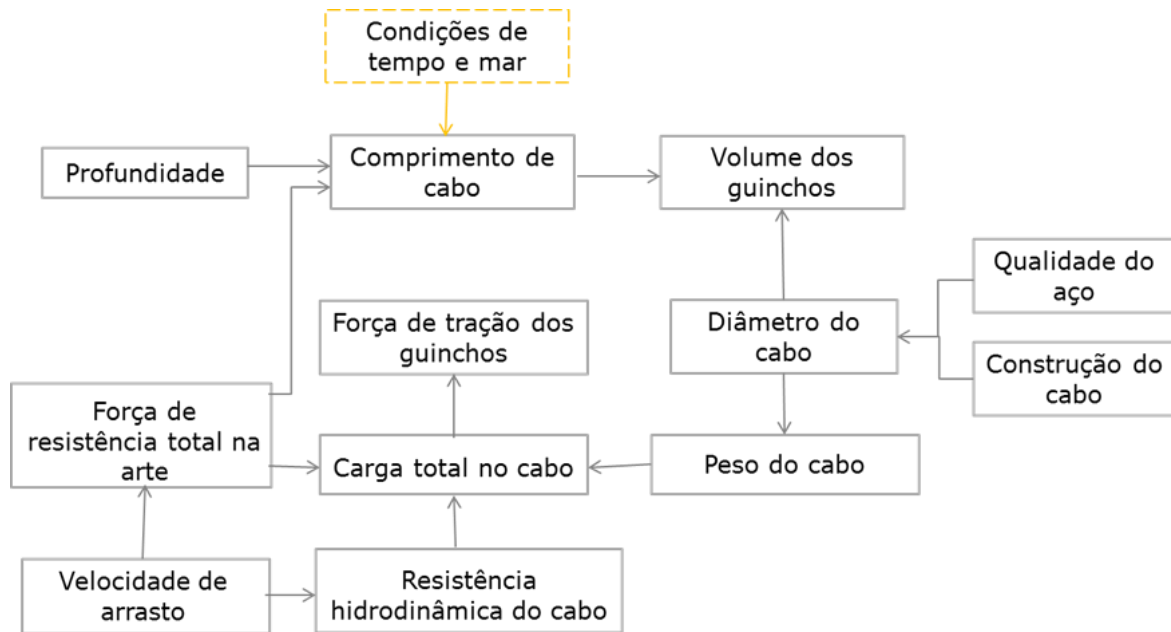 Condições de
tempo e mar
Profundidade
Comprimento de
cabo
Volume dos
guinchos
Qualidade do
aço
Força de tração dos
guinchos
Diâmetro do
cabo
Construção do
cabo
Força de
resistência total na
arte
Carga total no cabo
Peso do cabo
Velocidade de
arrasto
Resistência
hidrodinâmica do cabo